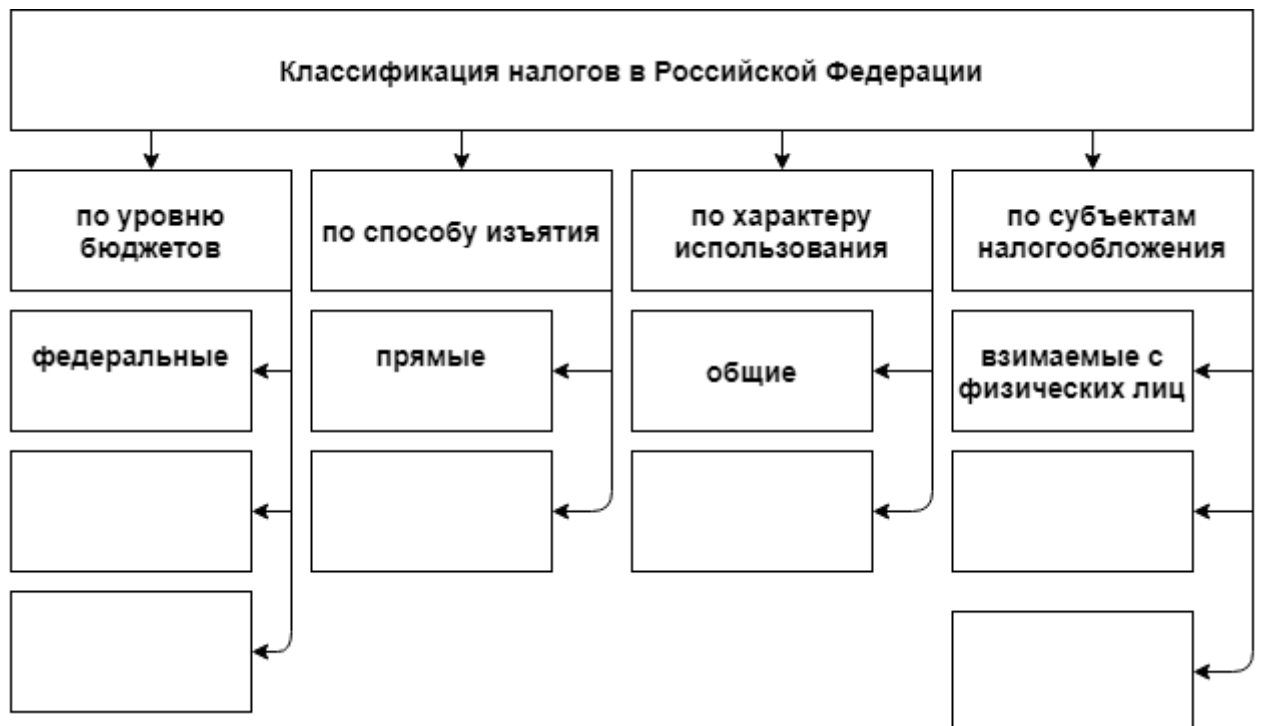 Классификация налогов в Российской Федерации
по уровню
бюджетов
по способу изъятия
по характеру
использования
по субъектам
налогообложения
федеральные
прямые
общие
взимаемые с
физических лиц